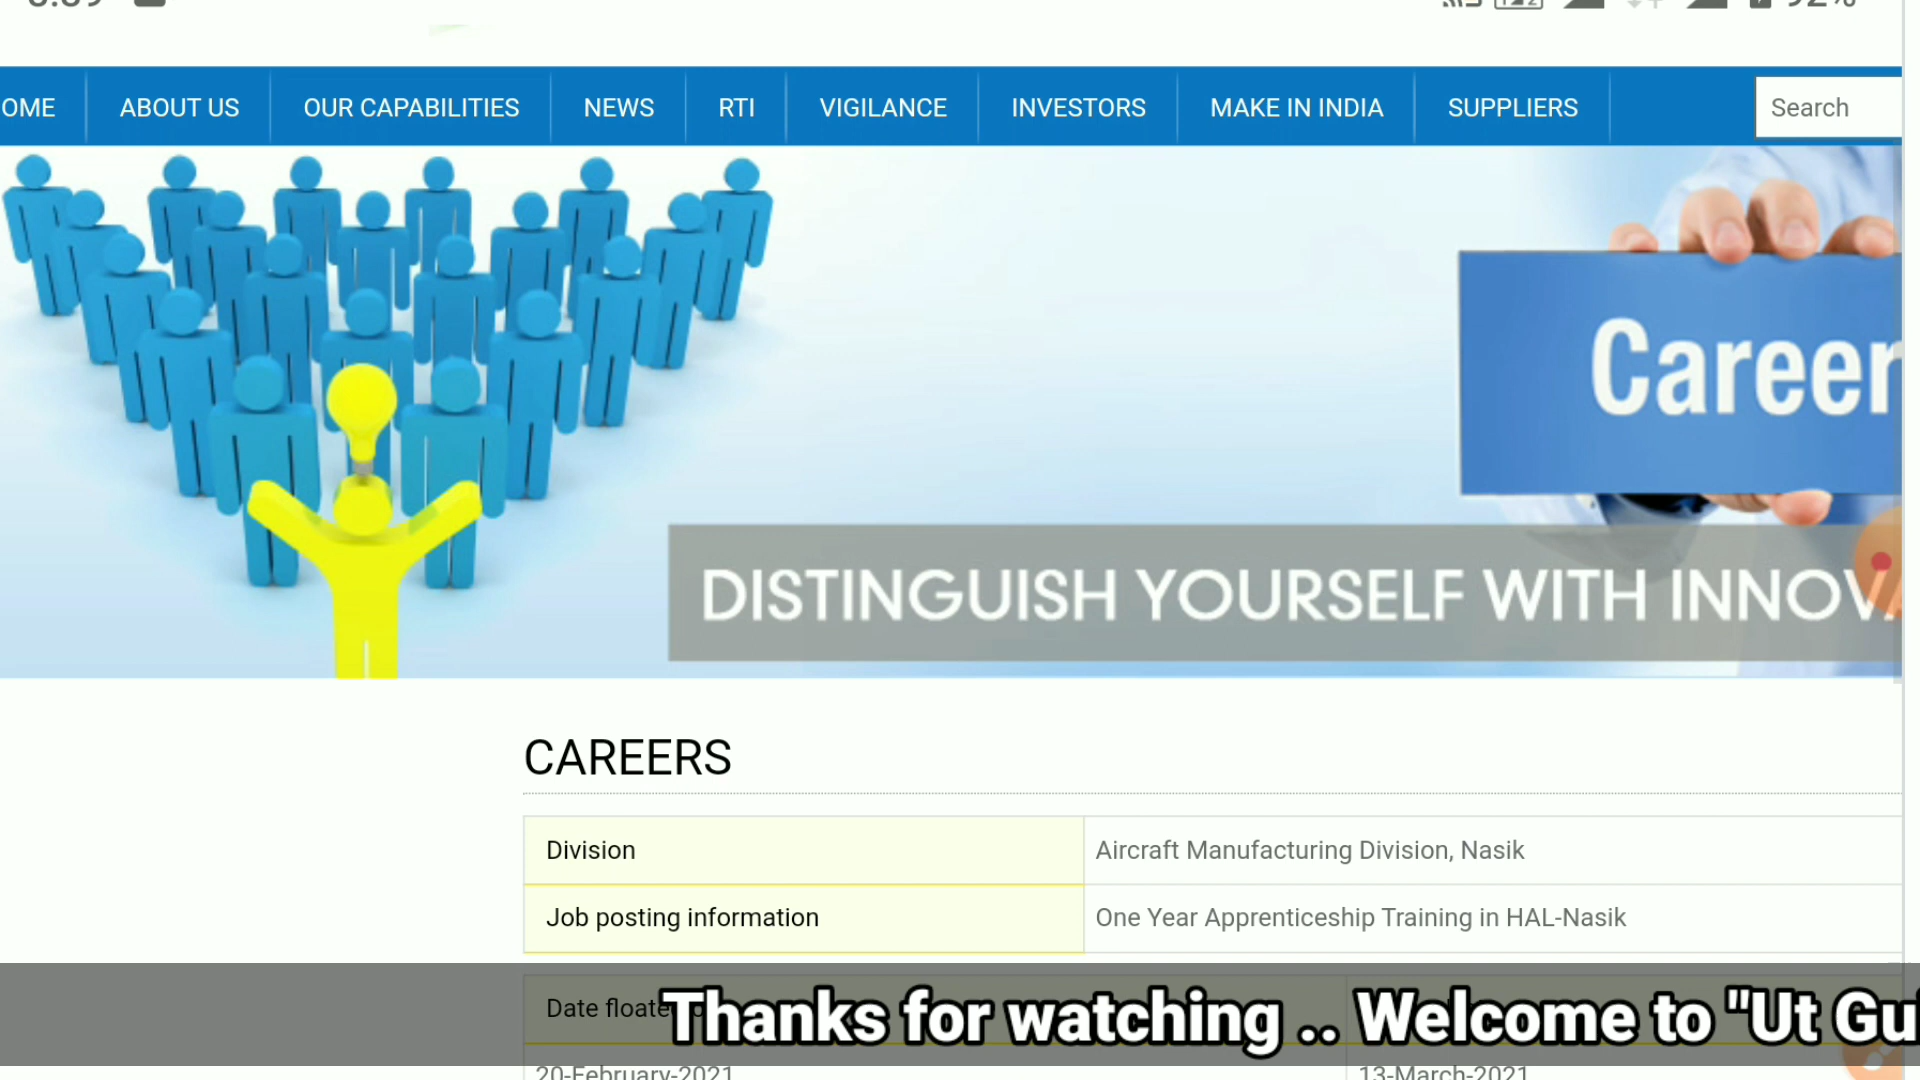 OME ABOUT US OUR CAPABILITIES NEWS RTI VIGILANCE INVESTORS MAKE IN INDIA SUPPLIERS Search
Career
DISTINGUISH YOURSELF WITH INNOV
CAREERS
Division Aircraft Manufacturing Division, Nasik
Job posting information One Year Apprenticeship Training in HAL-Nasik
Date floate
Thanks for watching .. Welcome to "Ut Gu
20-February-2021 13-March-2021